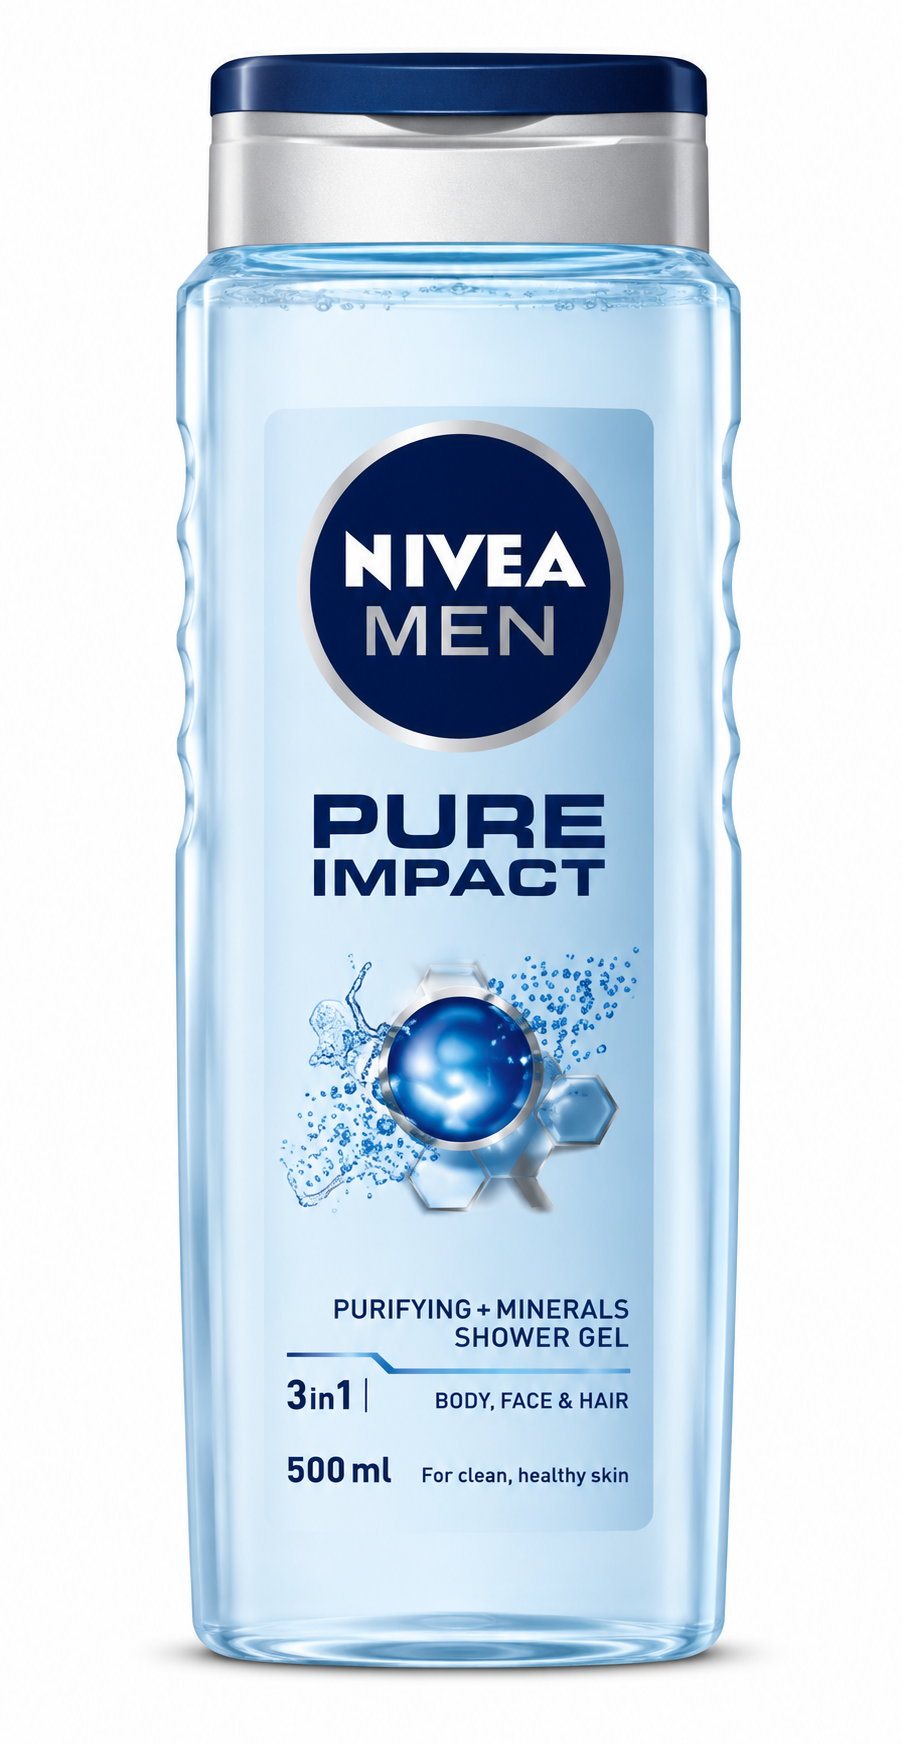 NIVEA
MEN
PURE
IMPACT
PURIFYING + MINERALS
SHOWER GEL
3in1 | BODY, FACE & HAIR
500 ml For clean, healthy skin